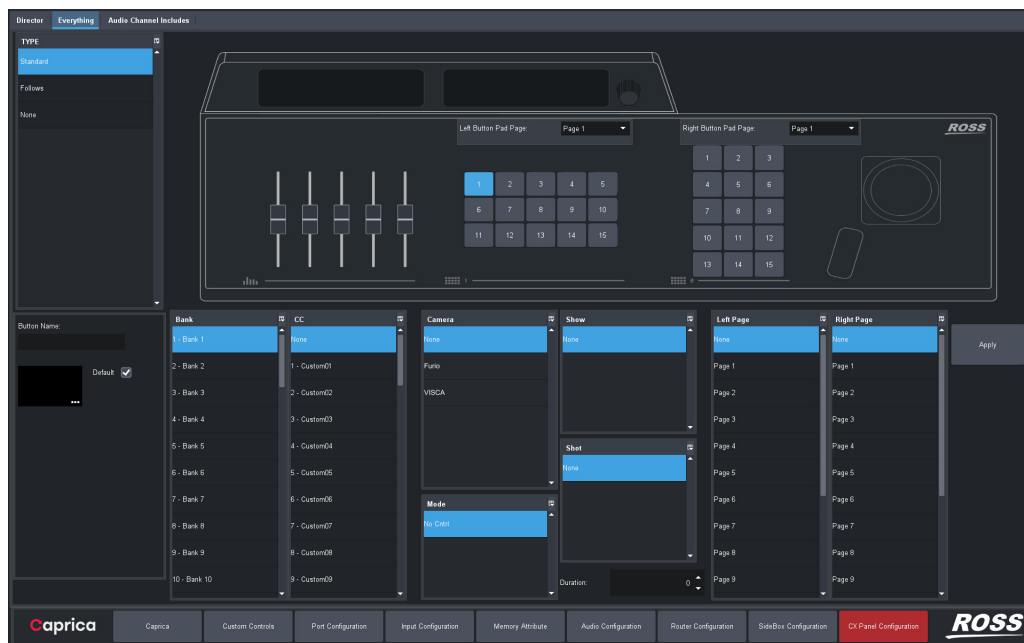 Director Everything Audio Channel Includes
TYPE
Standard
Follows
None
Left Button Pad Page: Page 1
Right Button Pad Page: Page 1
ROSS
1 2 3 4 5
6 7 8 9 10
11 12 13 14 15
1 2 3
4 5 6
7 8 9
10 11 12
13 14 15
1
Button Name:
Default
Bank
1 - Bank 1
2 - Bank 2
3 - Bank 3
4 - Bank 4
5 - Bank 5
6 - Bank 6
7 - Bank 7
8 - Bank 8
9 - Bank 9
10 - Bank 10
CC
None
1 - Custom01
2 - Custom02
3 - Custom03
4 - Custom04
5 - Custom05
6 - Custom06
7 - Custom07
8 - Custom08
9 - Custom09
Camera
None
Furio
VISCA
Mode
No Cntrl
Show
None
Shot
None
Duration: 0
Left Page
None
Page 1
Page 2
Page 3
Page 4
Page 5
Page 6
Page 7
Page 8
Page 9
Right Page
None
Page 1
Page 2
Page 3
Page 4
Page 5
Page 6
Page 7
Page 8
Page 9
Apply
Caprica
Caprica
Custom Controls
Port Configuration
Input Configuration
Memory Attribute
Audio Configuration
Router Configuration
SideBox Configuration
CX Panel Configuration
ROSS